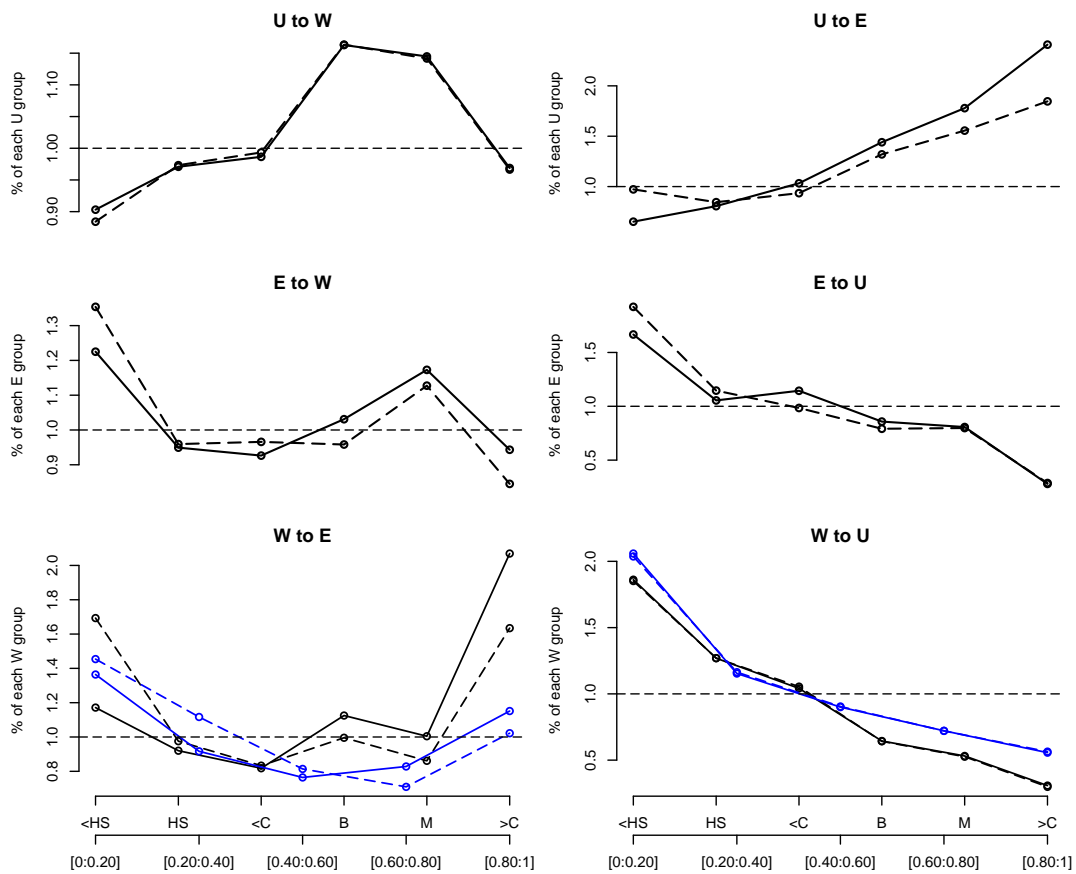 U to W
% of each U group
0.90
1.00
1.10
U to E
% of each U group
1.0
1.5
2.0
E to W
% of each E group
0.9
1.0
1.1
1.2
1.3
E to U
% of each E group
0.5
1.0
1.5
W to E
% of each W group
0.8
1.0
1.2
1.4
1.6
1.8
2.0
<HS
HS
<C
B
M
>C
[0:0.20]
[0.20:0.40]
[0.40:0.60]
[0.60:0.80]
[0.80:1]
W to U
% of each W group
0.5
1.0
1.5
2.0
<HS
HS
<C
B
M
>C
[0:0.20]
[0.20:0.40]
[0.40:0.60]
[0.60:0.80]
[0.80:1]